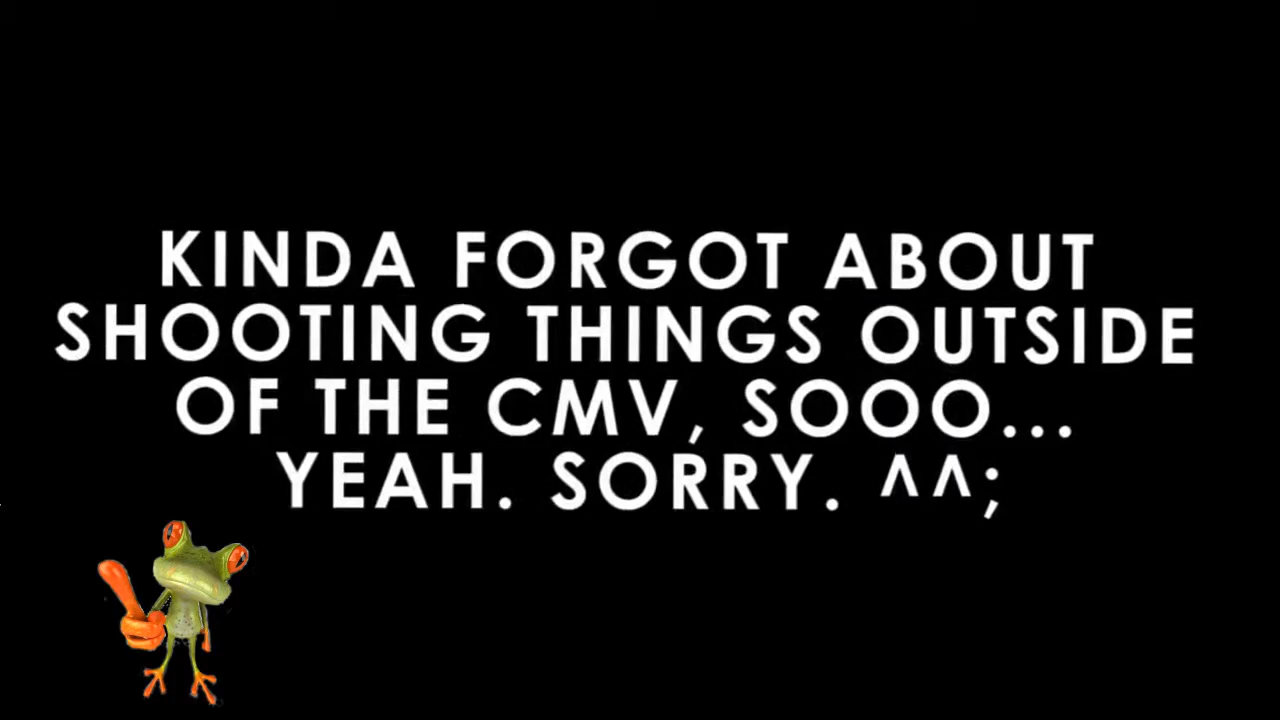 KINDA FORGOT ABOUT
SHOOTING THINGS OUTSIDE
OF THE CMV, SOOO...
YEAH. SORRY. ^^;